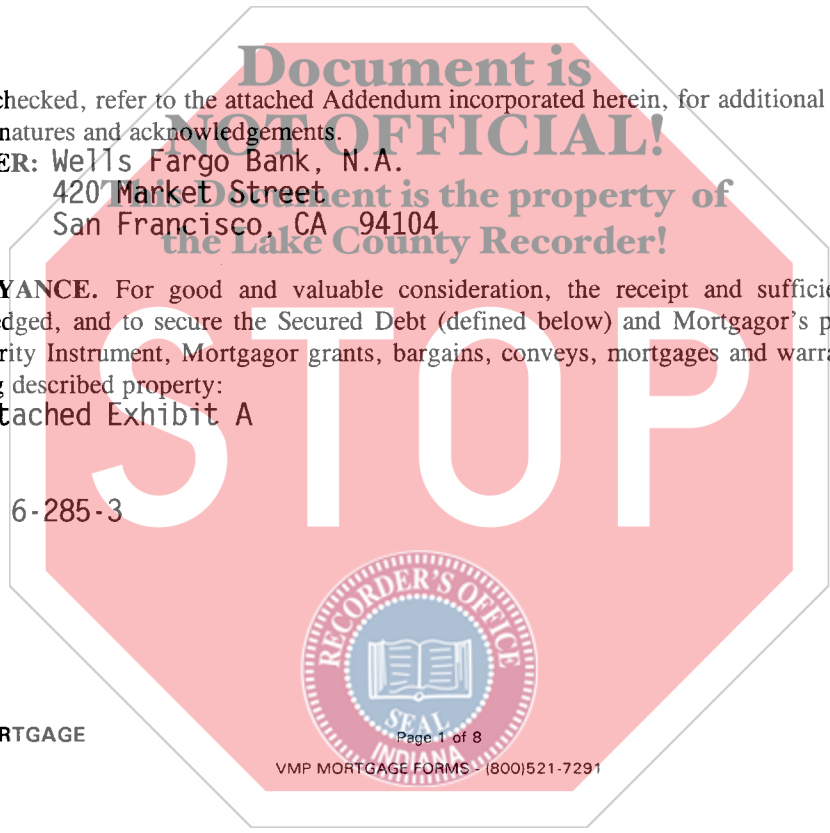 Document is
checked, refer to the attached Addendum incorporated herein, for additional
natures and acknowledgements.
NOT OFFICIAL!
ER: Wells Fargo Bank, N.A.
420 Market Street
This Document is the property of
San Francisco, CA 94104
the Lake County Recorder!
YANCE. For good and valuable consideration, the receipt and sufficie
dged, and to secure the Secured Debt (defined below) and Mortgagor's p
rity Instrument, Mortgagor grants, bargains, conveys, mortgages and warra
g described property:
tached Exhibit A
STOP
6-285-3
RECORDER'S OFFICE
SEAL
INDIANA
RTGAGE
Page 1 of 8
VMP MORTGAGE FORMS - (800)521-7291